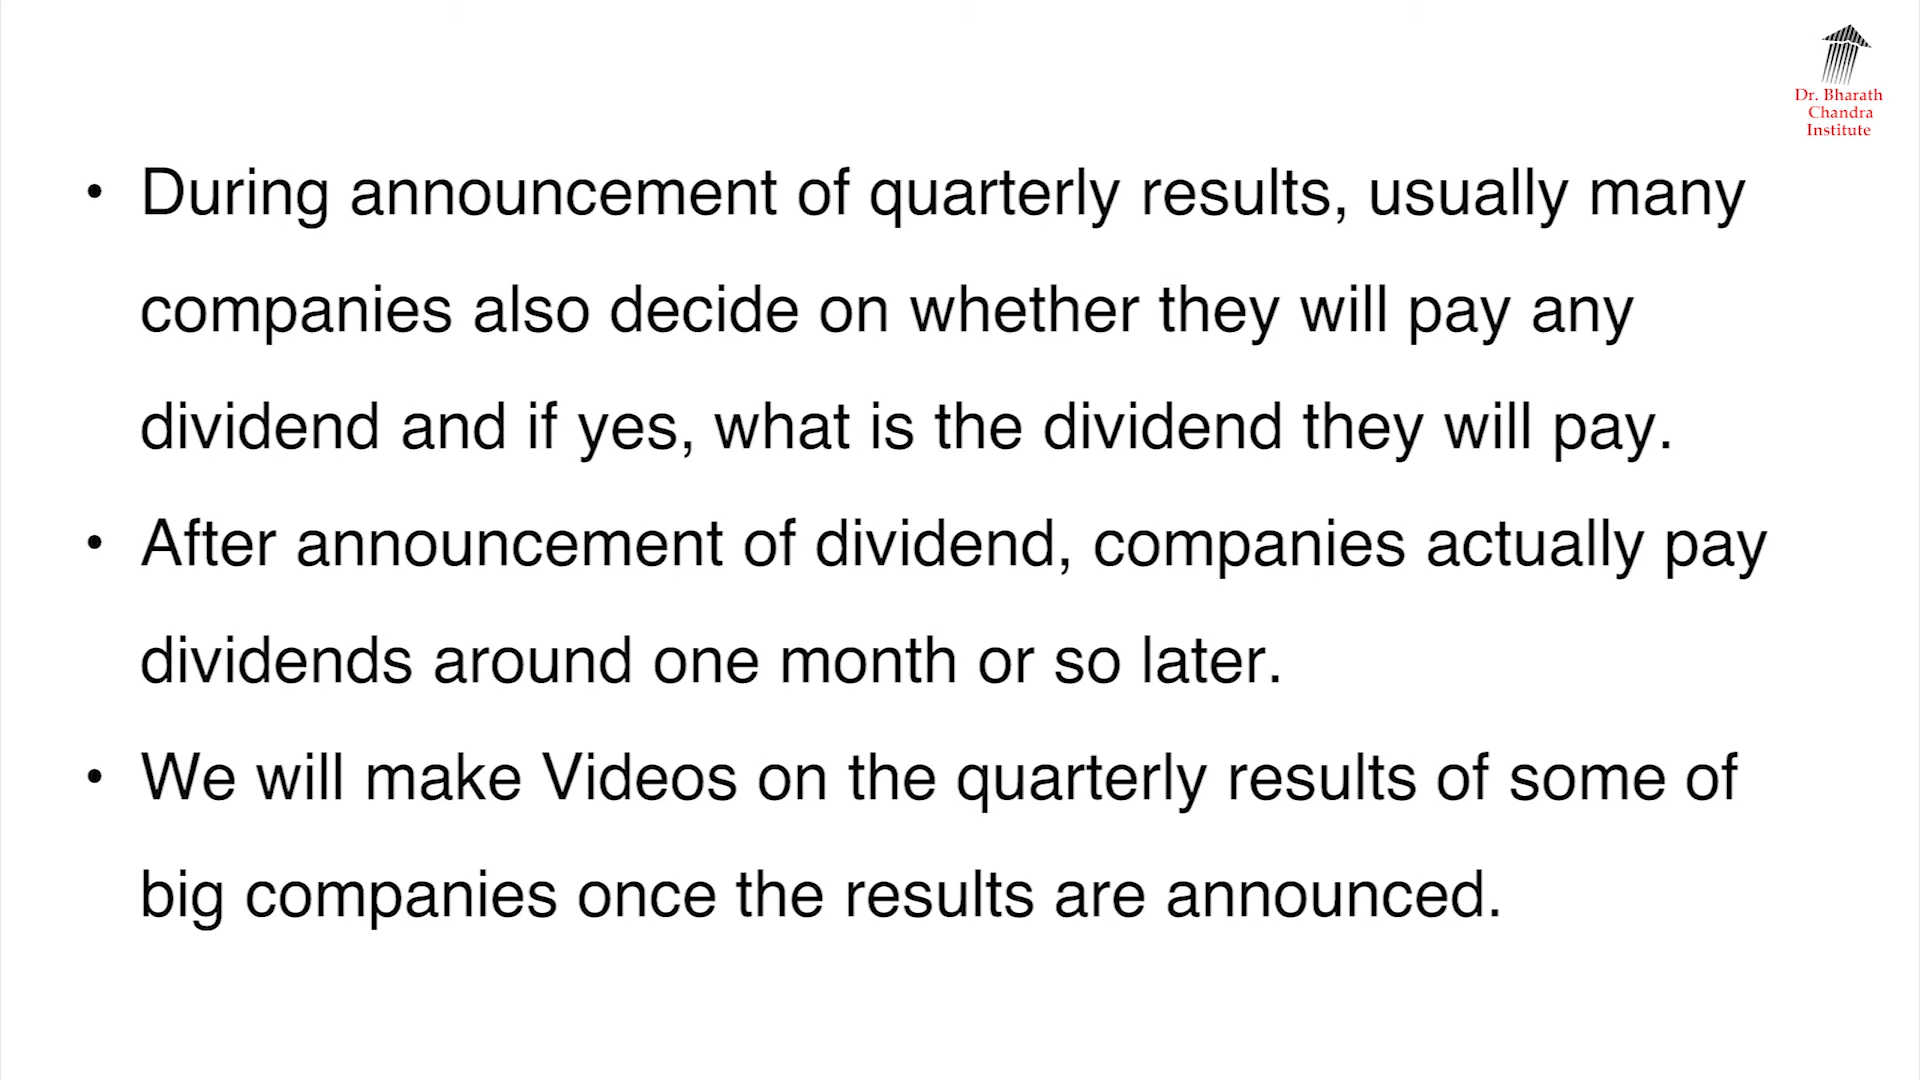 Dr. Bharath
Chandra
Institute
• During announcement of quarterly results, usually many
companies also decide on whether they will pay any
dividend and if yes, what is the dividend they will pay.
• After announcement of dividend, companies actually pay
dividends around one month or so later.
• We will make Videos on the quarterly results of some of
big companies once the results are announced.